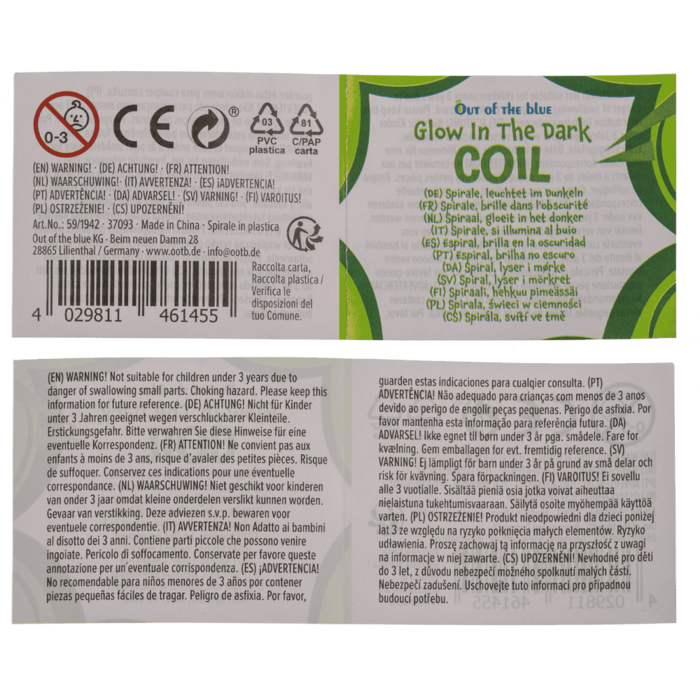 0-3
CE
®
03
PVC
plastica
81
C/PAP
carta
(EN) WARNING! · (DE) ACHTUNG! · (FR) ATTENTION!
(NL) WAARSCHUWING! · (IT) AVVERTENZA! · (ES) ¡ADVERTENCIA!
(PT) ADVERTÊNCIA! · (DA) ADVARSEL! · (SV) VARNING! · (FI) VAROITUS!
(PL) OSTRZEŻENIE! · (CS) UPOZORNĚNÍ!
Art.No.: 59/1942 · 37093 · Made in China · Spirale in plastica
Out of the blue KG · Beim neuen Damm 28
28865 Lilienthal / Germany · www.ootb.de · info@ootb.de
Raccolta carta,
Raccolta plastica /
Verifica le
disposizioni del
tuo Comune.
4 029811 461455
Out of the blue
Glow In The Dark
COIL
(DE) Spirale, leuchtet im Dunkeln
(FR) Spirale, brille dans l'obscurité
(NL) Spiraal, gloeit in het donker
(IT) Spirale, si illumina al buio
(ES) Espiral, brilla en la oscuridad
(PT) Espiral, brilha no escuro
(DA) Spiral, lyser i mørke
(SV) Spiral, lyser i mörkret
(FI) Spiraali, hehkuu pimeässäi
(PL) Spirala, świeci w ciemności
(CS) Spirála, svítí ve tmě
(EN) WARNING! Not suitable for children under 3 years due to
danger of swallowing small parts. Choking hazard. Please keep this
information for future reference. (DE) ACHTUNG! Nicht für Kinder
unter 3 Jahren geeignet wegen verschluckbarer Kleinteile.
Erstickungsgefahr. Bitte verwahren Sie diese Hinweise für eine
eventuelle Korrespondenz. (FR) ATTENTION! Ne convient pas aux
enfants à moins de 3 ans, risque d'avaler des petites pièces. Risque
de suffoquer. Conservez ces indications pour une éventuelle
correspondance. (NL) WAARSCHUWING! Niet geschikt voor kinderen
van onder 3 jaar omdat kleine onderdelen verslikt kunnen worden.
Gevaar van verstikking. Deze adviezen s.v.p. bewaren voor
eventuele correspondentie. (IT) AVVERTENZA! Non Adatto ai bambini
al disotto dei 3 anni. Contiene parti piccole che possono venire
ingoiate. Pericolo di soffocamento. Conservate per favore queste
annotazione per un'eventuale corrispondenza. (ES) ¡ADVERTENCIA!
No recomendable para niños menores de 3 años por contener
piezas pequeñas fáciles de tragar. Peligro de asfixia. Por favor,
guarden estas indicaciones para cualqier consulta. (PT)
ADVERTÊNCIA! Não adequado para crianças com menos de 3 anos
devido ao perigo de engolir peças pequenas. Perigo de asfixia. Por
favor mantenha esta informação para referência futura. (DA)
ADVARSEL! Ikke egnet til børn under 3 år pga. smådele. Fare for
kvælning. Gem emballagen for evt. fremtidig reference. (SV)
VARNING! Ej lämpligt för barn under 3 år på grund av små delar och
risk för kvävning. Spara förpackningen. (FI) VAROITUS! Ei sovellu
alle 3 vuotialle. Sisältää pieniä osia jotka voivat aiheuttaa
nielaistuna tukehtumisvaaraan. Säilytä osoite myöhempää käyttöä
varten. (PL) OSTRZEŻENIE! Produkt nieodpowiedni dla dzieci poniżej
lat 3 ze względu na ryzyko połknięcia małych elementów. Ryzyko
udławienia. Proszę zachowaj tą informację na przyszłość z uwagi
na informacje w niej zawarte. (CS) UPOZORNĚNÍ! Nevhodné pro děti
do 3 let, z důvodu nebezpečí možného spolknutí malých částí.
Nebezpečí zadušení. Uschovejte tuto informaci pro případnou
budoucí potřebu.